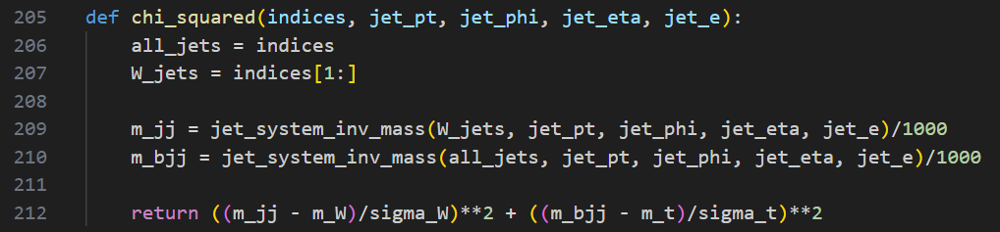 205 def chi_squared(indices, jet_pt, jet_phi, jet_eta, jet_e):
206     all_jets = indices
207     W_jets = indices[1:]
208
209     m_jj = jet_system_inv_mass(W_jets, jet_pt, jet_phi, jet_eta, jet_e)/1000
210     m_bjj = jet_system_inv_mass(all_jets, jet_pt, jet_phi, jet_eta, jet_e)/1000
211
212     return ((m_jj - m_W)/sigma_W)**2 + ((m_bjj - m_t)/sigma_t)**2